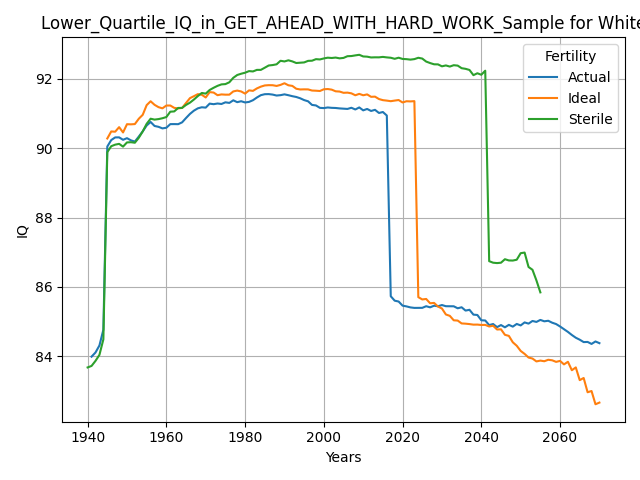 Lower_Quartile_IQ_in_GET_AHEAD_WITH_HARD_WORK_Sample for White
Fertility
Actual
Ideal
Sterile
92
90
88
86
84
IQ
1940 1960 1980 2000 2020 2040 2060
Years